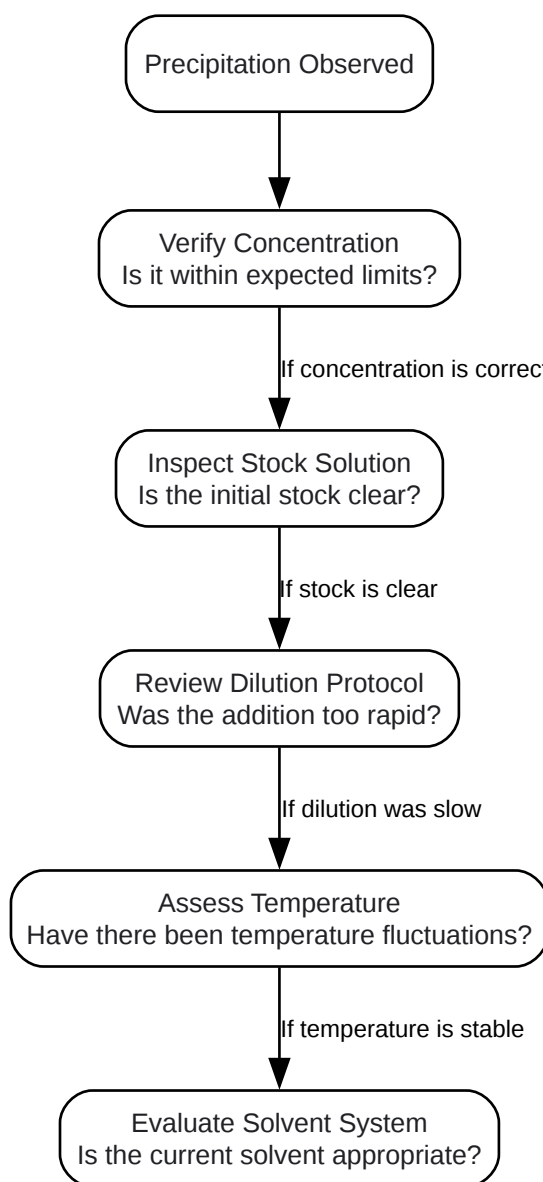 Precipitation Observed
Verify Concentration
Is it within expected limits?
If concentration is correct
Inspect Stock Solution
Is the initial stock clear?
If stock is clear
Review Dilution Protocol
Was the addition too rapid?
If dilution was slow
Assess Temperature
Have there been temperature fluctuations?
If temperature is stable
Evaluate Solvent System
Is the current solvent appropriate?